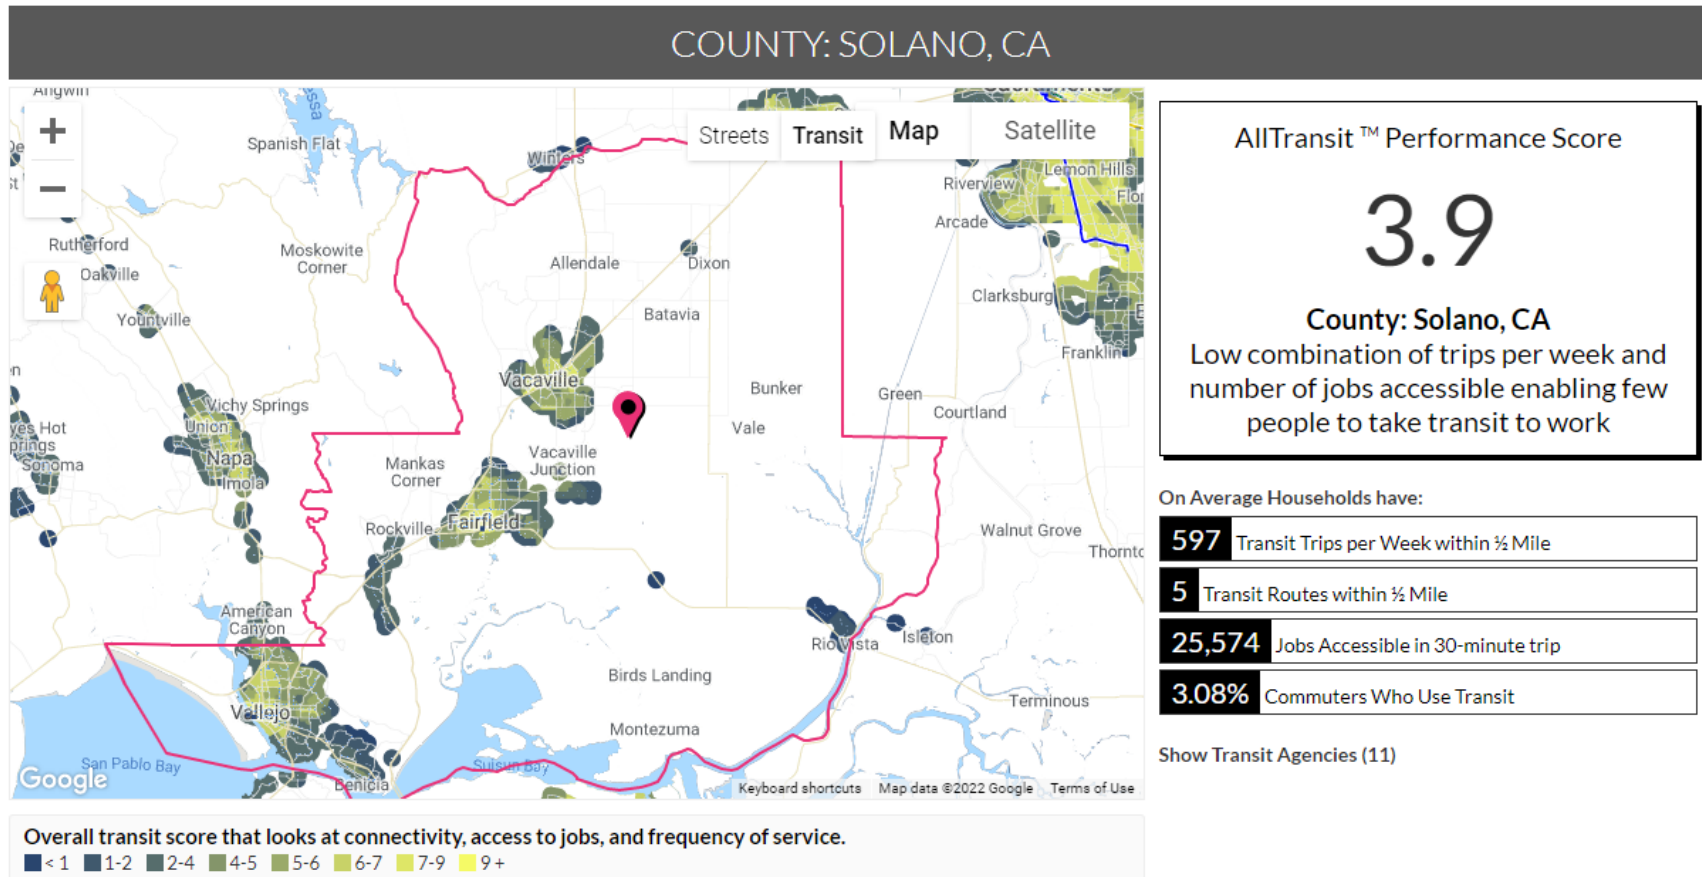 COUNTY: SOLANO, CA
Angwin
Sacramento
Streets
Transit
Map
Satellite
Spanish Flat
Winters
Lemon Hills
Riverview
Arcade
Rutherford
Moskowite
Corner
Allendale
Dixon
Oakville
Clarksburg
Yountville
Batavia
Franklin
Vacaville
Bunker
Green
Courtland
Vichy Springs
Union
Vale
Napa
Imola
Sonoma
Mankas
Corner
Vacaville
Junction
Rockville
Fairfield
Walnut Grove
American
Canyon
Rio Vista
Isleton
Birds Landing
Terminous
Vallejo
Montezuma
San Pablo Bay
Suisun Bay
Benicia
Google
Keyboard shortcuts
Map data ©2022 Google
Terms of Use
Overall transit score that looks at connectivity, access to jobs, and frequency of service.
< 1 1-2 2-4 4-5 5-6 6-7 7-9 9 +
AllTransit ™ Performance Score
3.9
County: Solano, CA
Low combination of trips per week and
number of jobs accessible enabling few
people to take transit to work
On Average Households have:
597 Transit Trips per Week within ½ Mile
5 Transit Routes within ½ Mile
25,574 Jobs Accessible in 30-minute trip
3.08% Commuters Who Use Transit
Show Transit Agencies (11)